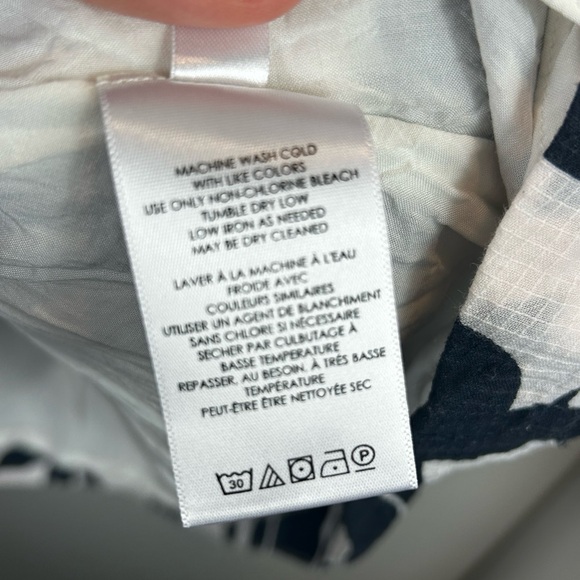 MACHINE WASH COLD
WITH LIKE COLORS
USE ONLY NON-CHLORINE BLEACH
TUMBLE DRY LOW
LOW IRON AS NEEDED
MAY BE DRY CLEANED
LAVER À LA MACHINE À L'EAU
FROIDE AVEC
COULEURS SIMILAIRES
UTILISER UN AGENT DE BLANCHIMENT
SANS CHLORE SI NÉCESSAIRE
SÉCHER PAR CULBUTAGE À
BASSE TEMPÉRATURE
REPASSER, AU BESOIN, À TRÈS BASSE
TEMPÉRATURE
PEUT-ÊTRE ÊTRE NETTOYÉE SEC
30 P